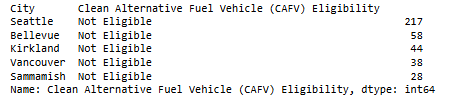 City Clean Alternative Fuel Vehicle (CAFV) Eligibility
Seattle Not Eligible 217
Bellevue Not Eligible 58
Kirkland Not Eligible 44
Vancouver Not Eligible 38
Sammamish Not Eligible 28
Name: Clean Alternative Fuel Vehicle (CAFV) Eligibility, dtype: int64